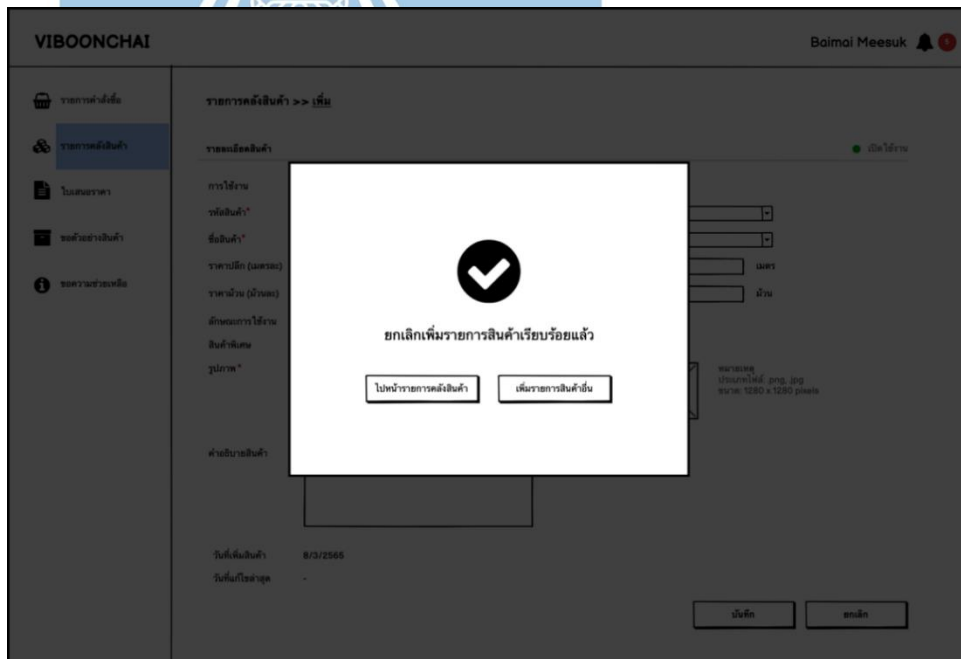 VIBOONCHAI
Baimai Meesuk
รายการคำสั่งซื้อ
รายการคลังสินค้า
ใบเสนอราคา
ขอตัวอย่างสินค้า
ขอความช่วยเหลือ
รายการคลังสินค้า >> เพิ่ม
รายละเอียดสินค้า
เปิดใช้งาน
การใช้งาน
รหัสสินค้า*
ชื่อสินค้า*
ราคาปลีก (เมตรละ)
เมตร
ราคาม้วน (ม้วนละ)
ม้วน
ลักษณะการใช้งาน
สินค้าพิเศษ
รูปภาพ*
หมายเหตุ
ประเภทไฟล์ .png, .jpg
ขนาด 1280 x 1280 pixels
ยกเลิกเพิ่มรายการสินค้าเรียบร้อยแล้ว
ไปหน้ารายการคลังสินค้า
เพิ่มรายการสินค้าอื่น
คำอธิบายสินค้า
วันที่เพิ่มสินค้า 8/3/2565
วันที่แก้ไขล่าสุด -
บันทึก
ยกเลิก